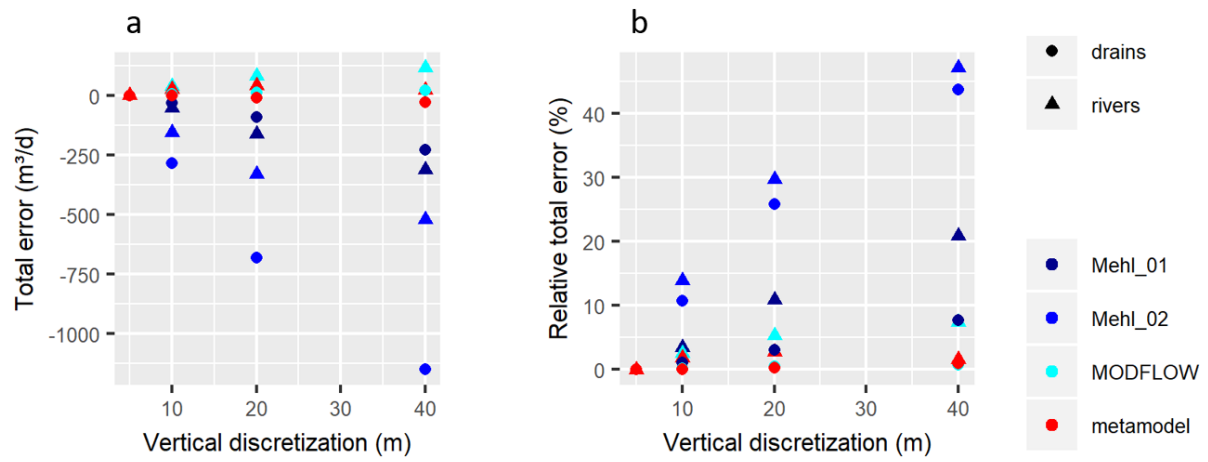 a
b
0
-250
-500
-750
-1000
Total error (m³/d)
10
20
30
40
Vertical discretization (m)
40
30
20
10
0
Relative total error (%)
10
20
30
40
Vertical discretization (m)
drains
rivers
Mehl_01
Mehl_02
MODFLOW
metamodel